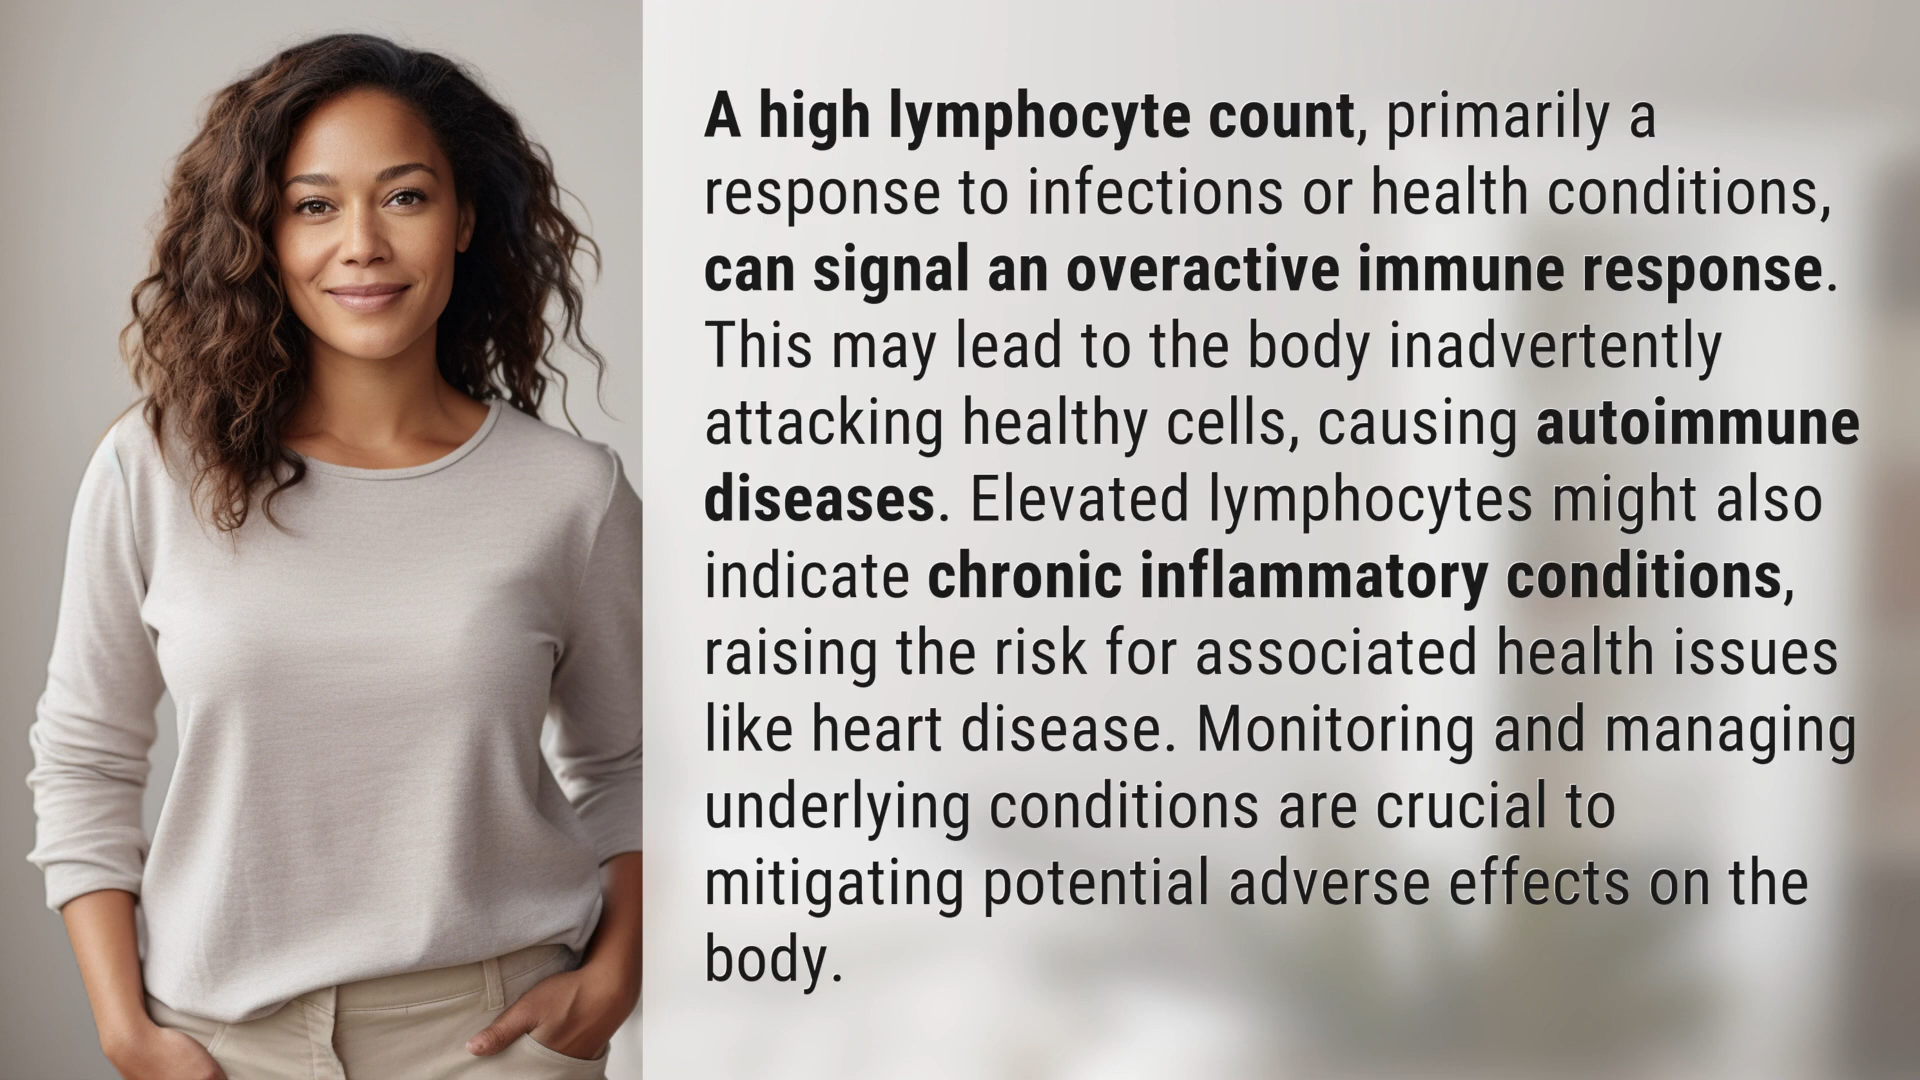 A high lymphocyte count, primarily a
response to infections or health conditions,
can signal an overactive immune response.
This may lead to the body inadvertently
attacking healthy cells, causing autoimmune
diseases. Elevated lymphocytes might also
indicate chronic inflammatory conditions,
raising the risk for associated health issues
like heart disease. Monitoring and managing
underlying conditions are crucial to
mitigating potential adverse effects on the
body.